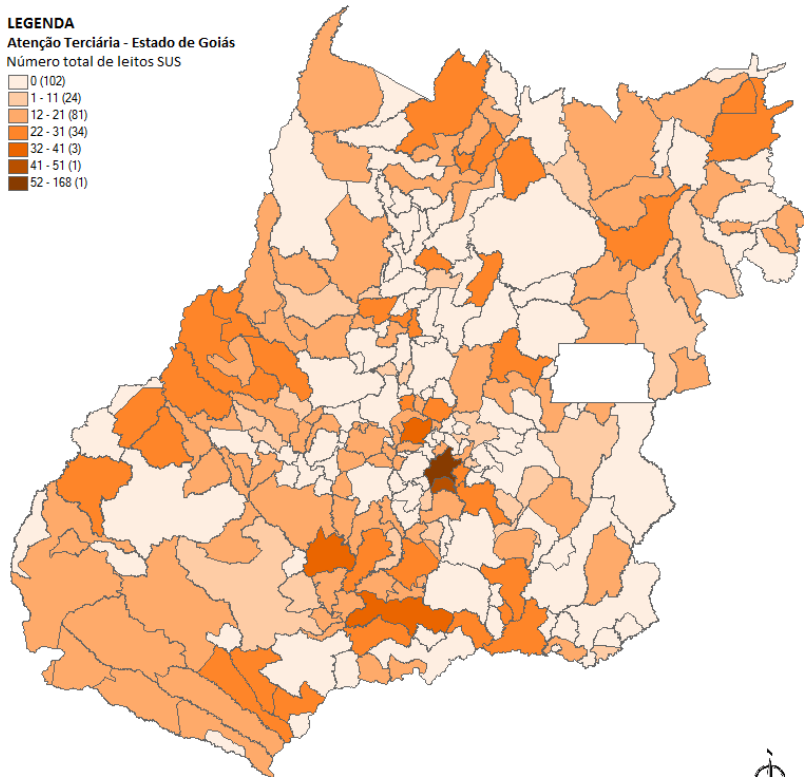 LEGENDA
Atenção Terciária - Estado de Goiás
Número total de leitos SUS
0 (102)
1 - 11 (24)
12 - 21 (81)
22 - 31 (34)
32 - 41 (3)
41 - 51 (1)
52 - 168 (1)